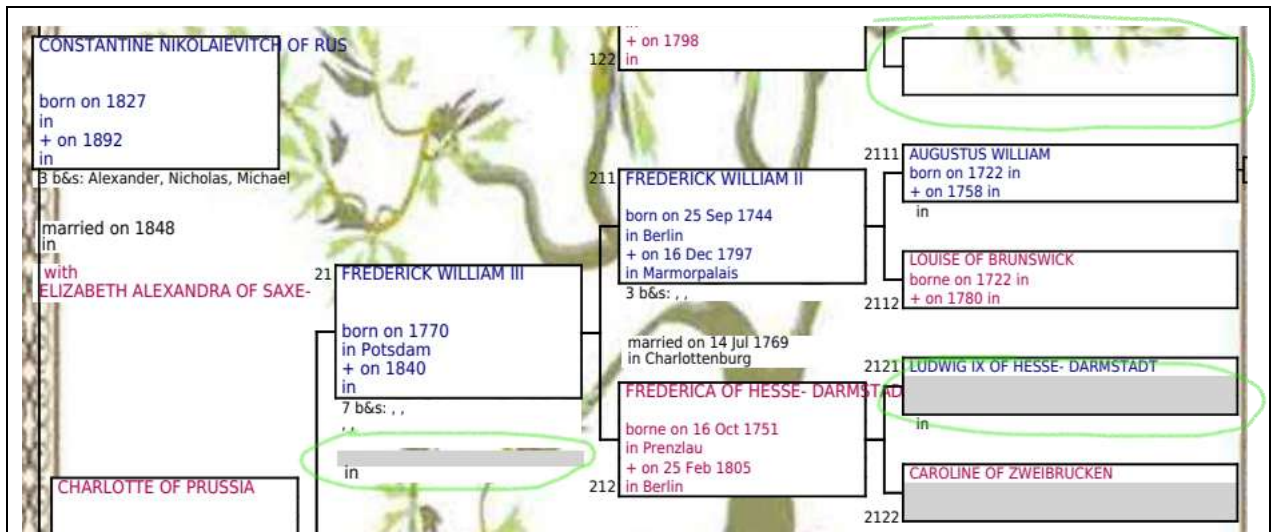 CONSTANTINE NIKOLAIEVITCH OF RUS
born on 1827
in
+ on 1892
in
3 b&s: Alexander, Nicholas, Michael
married on 1848
in
with
ELIZABETH ALEXANDRA OF SAXE-
CHARLOTTE OF PRUSSIA
21 FREDERICK WILLIAM III
born on 1770
in Potsdam
+ on 1840
in
7 b&s: , ,
, ,
in
+ on 1798
122 in
211 FREDERICK WILLIAM II
born on 25 Sep 1744
in Berlin
+ on 16 Dec 1797
in Marmorpalais
3 b&s: , ,
married on 14 Jul 1769
in Charlottenburg
FREDERICA OF HESSE- DARMSTAD
borne on 16 Oct 1751
in Prenzlau
+ on 25 Feb 1805
212 in Berlin
2111 AUGUSTUS WILLIAM
born on 1722 in
+ on 1758 in
in
LOUISE OF BRUNSWICK
borne on 1722 in
2112 + on 1780 in
2121 LUDWIG IX OF HESSE- DARMSTADT
in
CAROLINE OF ZWEIBRUCKEN
2122